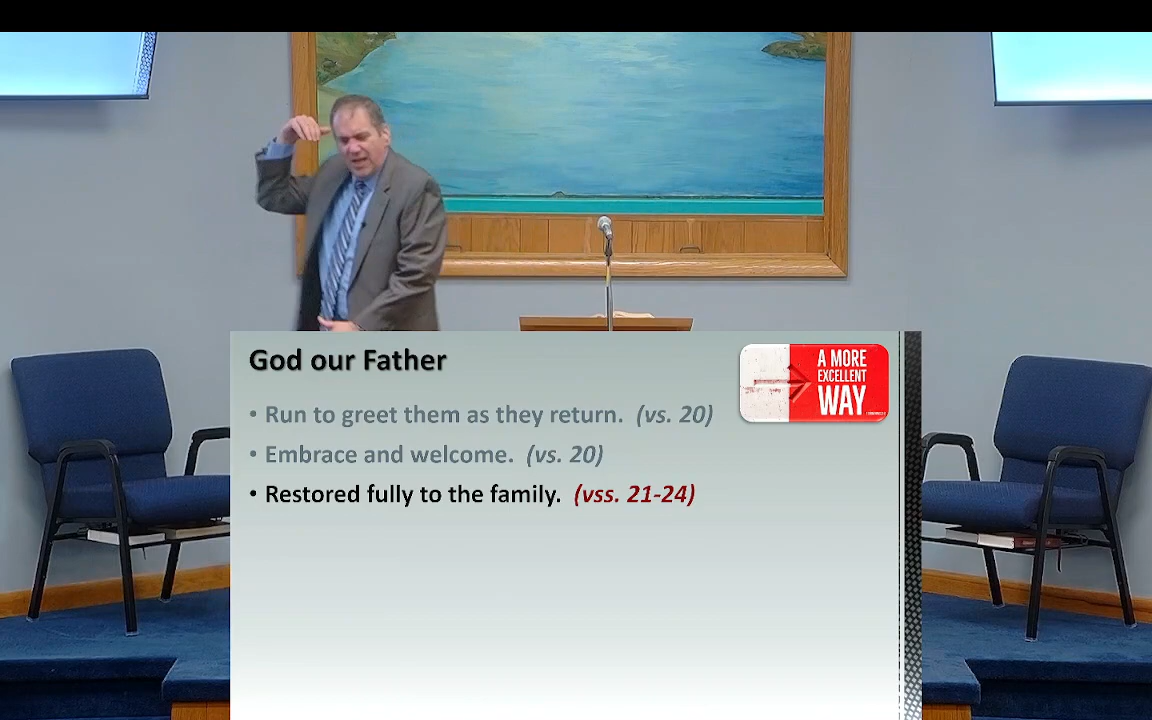 God our Father
A MORE
EXCELLENT
WAY
• Run to greet them as they return. (vs. 20)
• Embrace and welcome. (vs. 20)
• Restored fully to the family. (vss. 21-24)